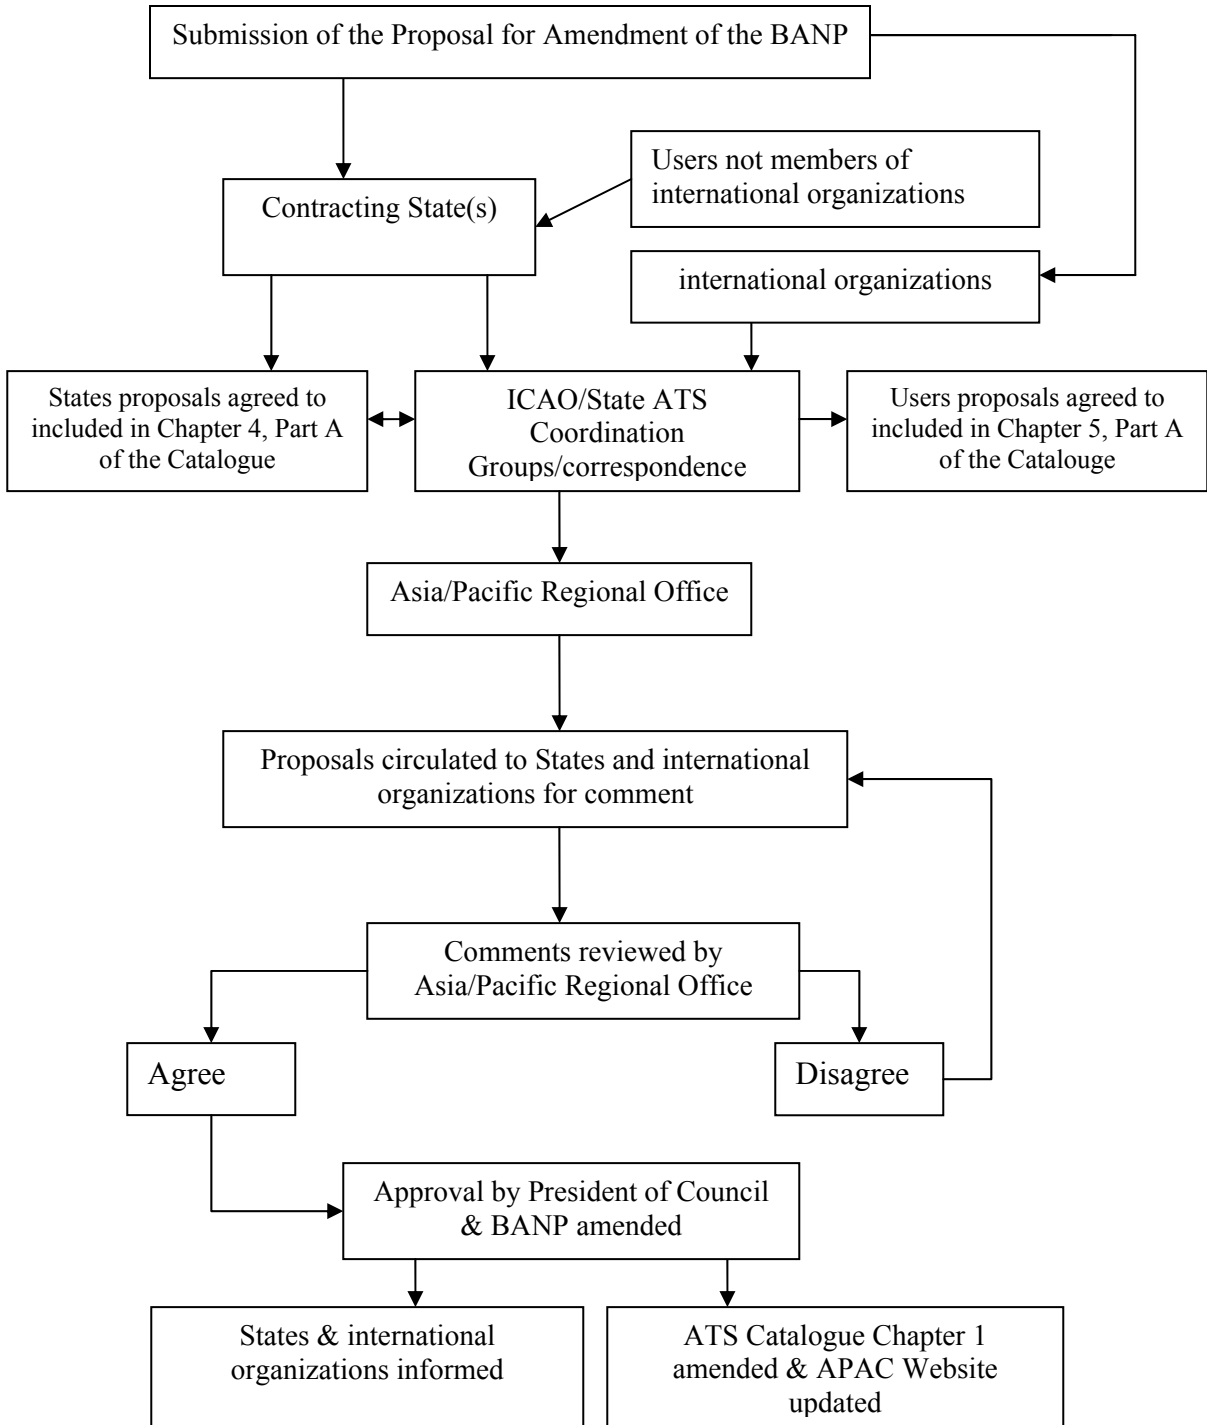 Submission of the Proposal for Amendment of the BANP
Users not members of
international organizations
Contracting State(s)
international organizations
States proposals agreed to
included in Chapter 4, Part A
of the Catalogue
ICAO/State ATS
Coordination
Groups/correspondence
Users proposals agreed to
included in Chapter 5, Part A
of the Catalouge
Asia/Pacific Regional Office
Proposals circulated to States and international
organizations for comment
Comments reviewed by
Asia/Pacific Regional Office
Agree
Disagree
Approval by President of Council
& BANP amended
States & international
organizations informed
ATS Catalogue Chapter 1
amended & APAC Website
updated